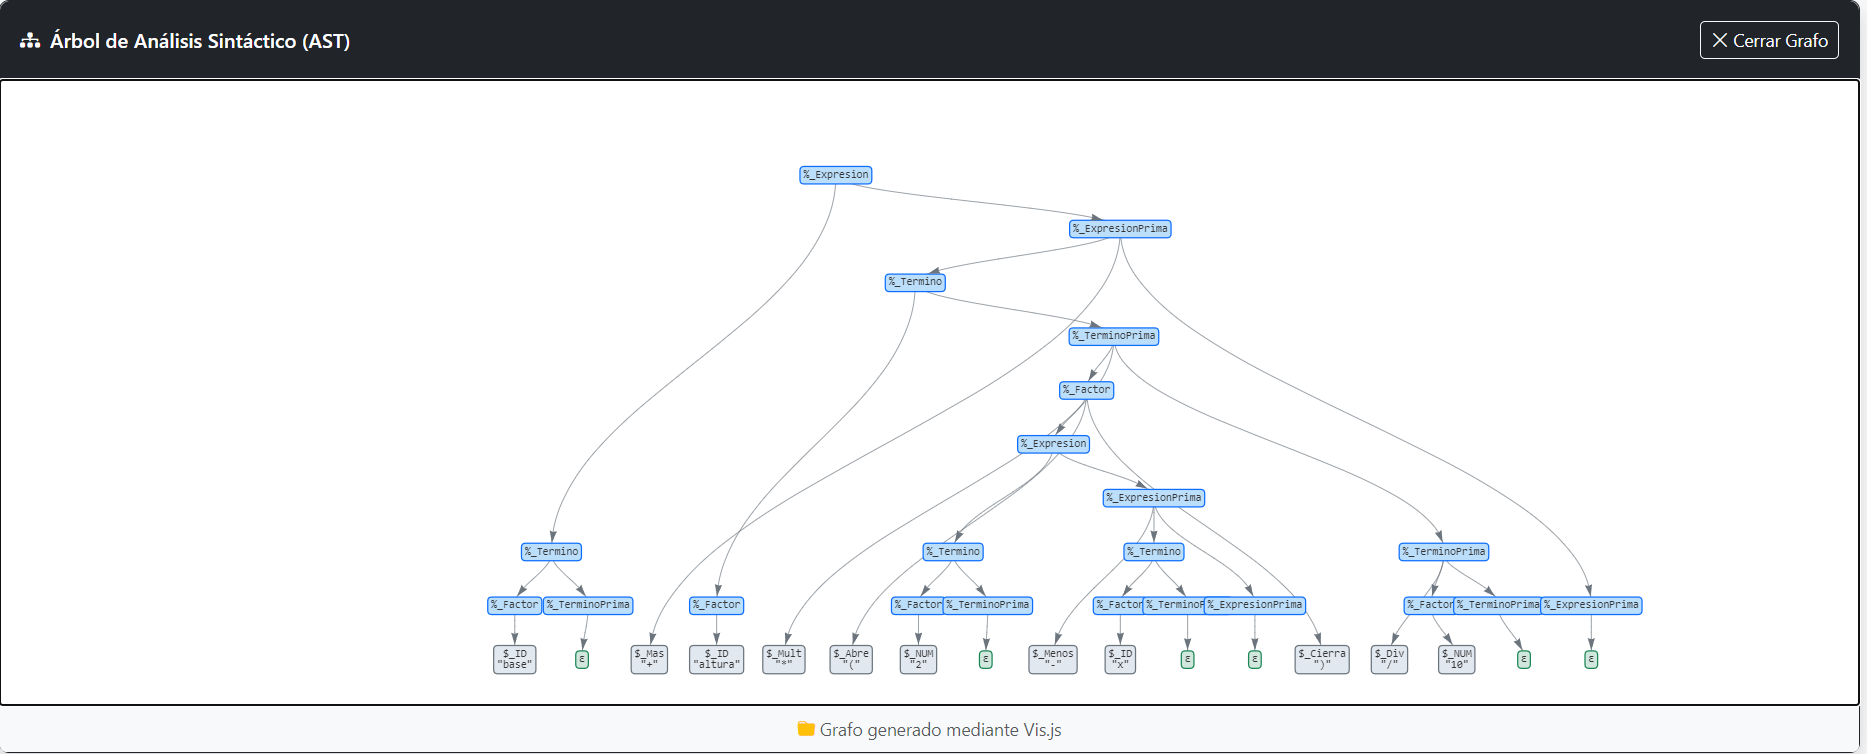 Árbol de Análisis Sintáctico (AST)
Cerrar Grafo
%_Expresion
%_ExpresionPrima
%_Termino
%_TerminoPrima
%_Factor
%_Expresion
%_ExpresionPrima
%_Termino
%_Termino
%_Termino
%_TerminoPrima
%_Factor
%_TerminoPrima
%_Factor
%_Factor
%_TerminoPrima
%_Factor
%_TerminoP
%_ExpresionPrima
%_Factor
%_TerminoPrima
%_ExpresionPrima
$_ID
"base"
ε
$_Mas
"+"
$_ID
"altura"
$_Mult
"*"
$_Abre
"("
$_NUM
"2"
ε
$_Menos
"-"
$_ID
"x"
ε
ε
$_Cierra
")"
$_Div
"/"
$_NUM
"10"
ε
ε
Grafo generado mediante Vis.js